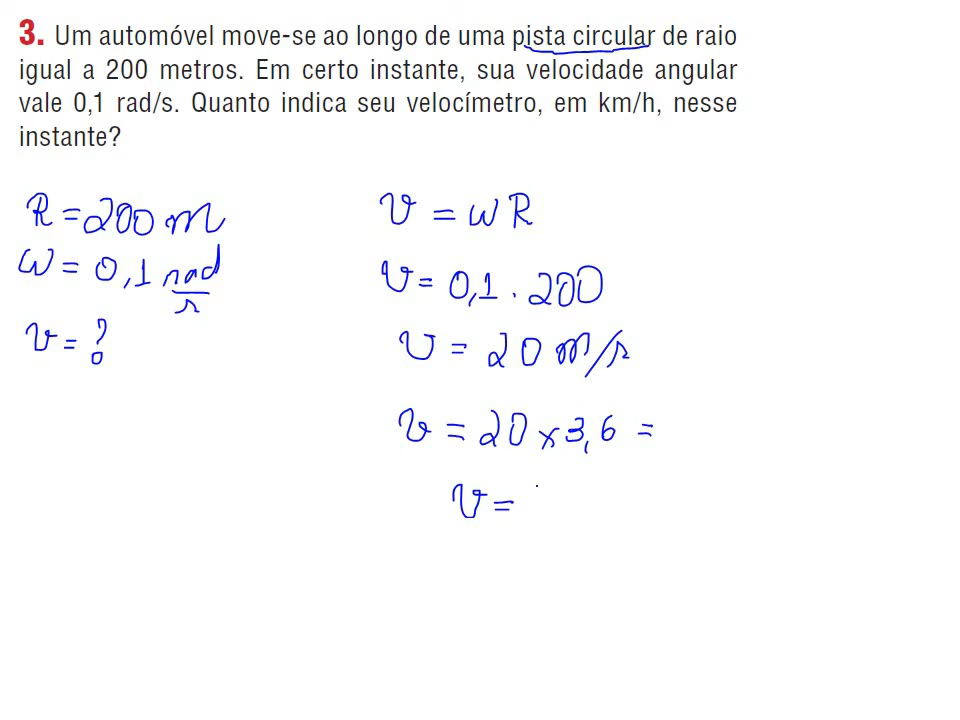 3. Um automóvel move-se ao longo de uma pista circular de raio
igual a 200 metros. Em certo instante, sua velocidade angular
vale 0,1 rad/s. Quanto indica seu velocímetro, em km/h, nesse
instante?
R = 200 m
ω = 0,1 rad/s
v = ?
v = ω R
v = 0,1 . 200
v = 20 m/s
v = 20 x 3,6 =
v =